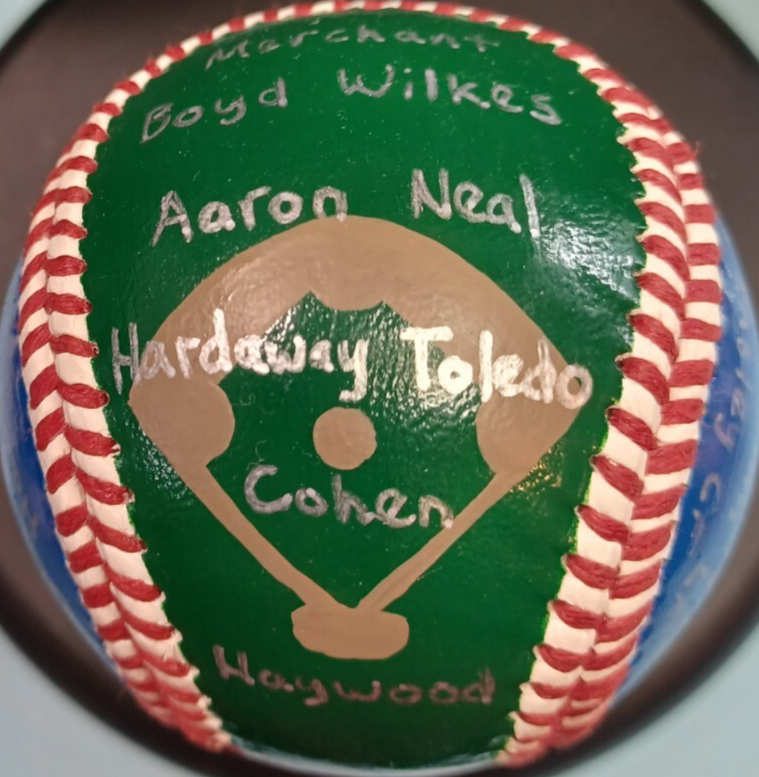 Merchant
Boyd Wilkes
Aaron Neal
Hardaway Toledo
Cohen
Haywood